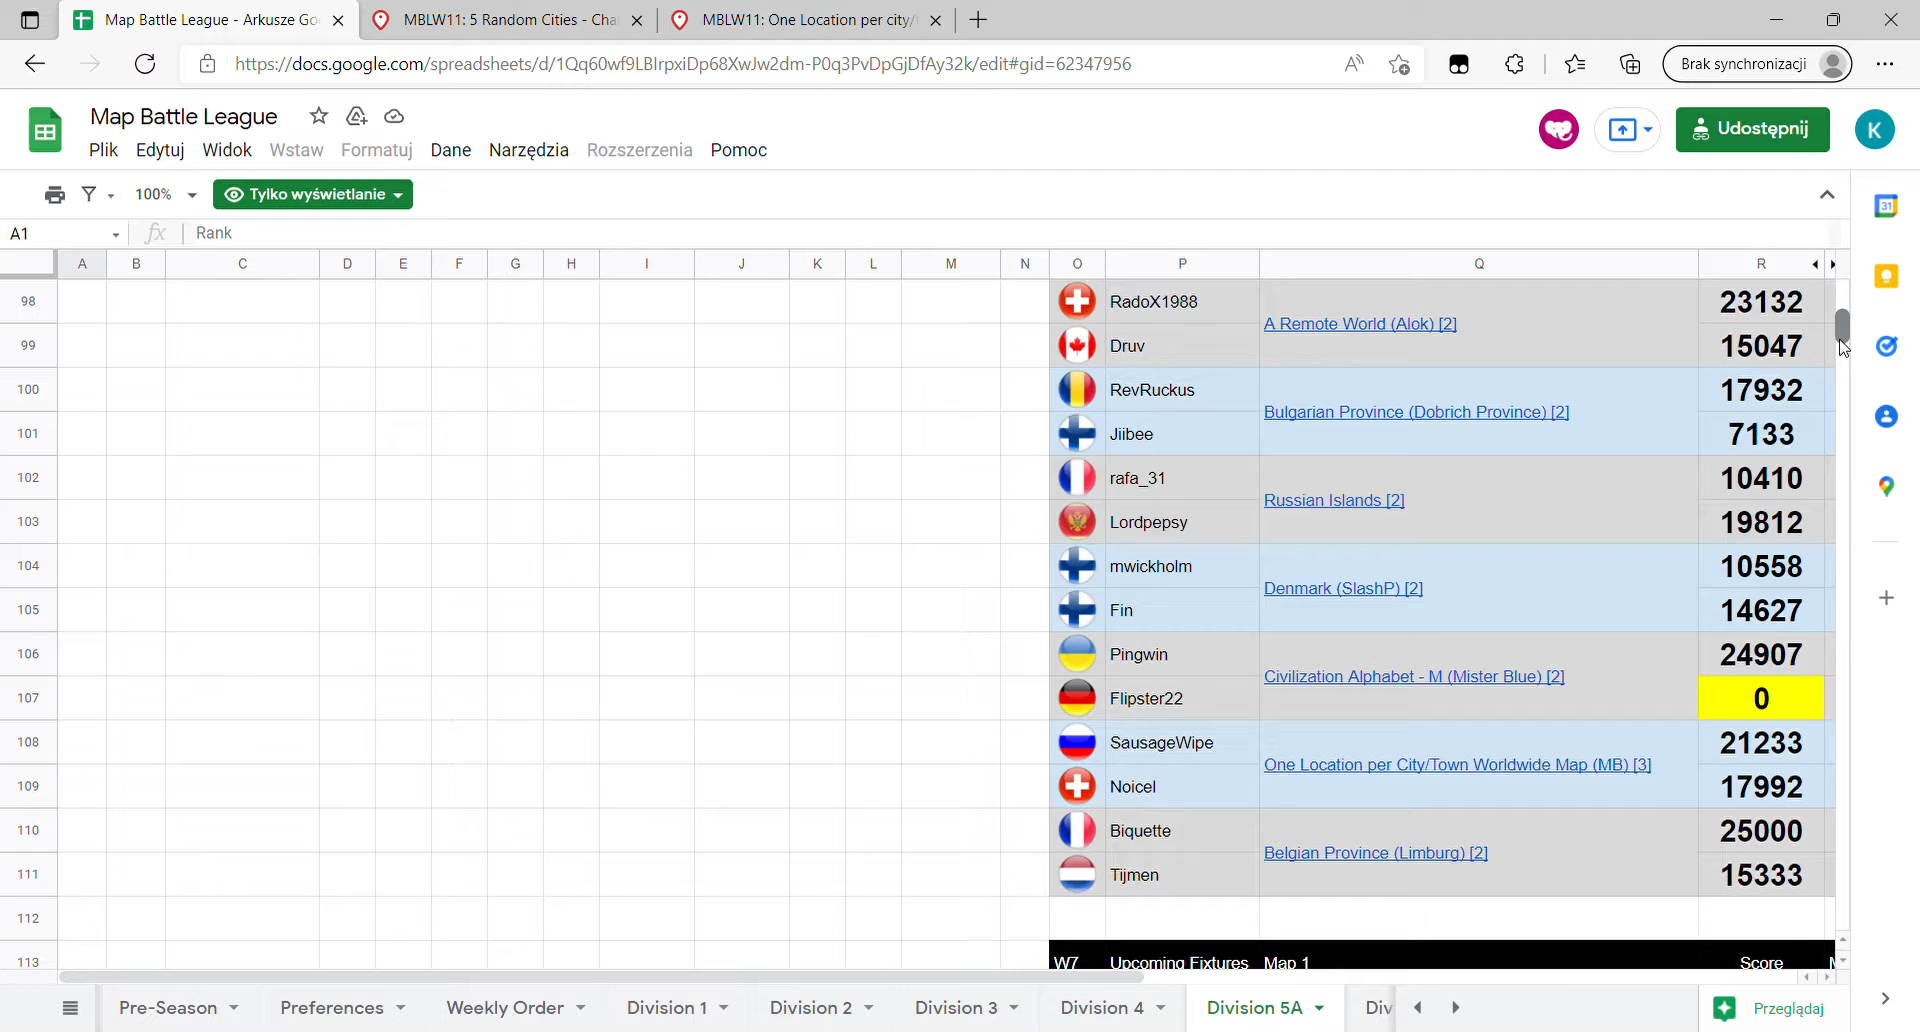 Map Battle League - Arkusze Go
MBLW11: 5 Random Cities - Cha
MBLW11: One Location per city/
https://docs.google.com/spreadsheets/d/1Qq60wf9LBIrpxiDp68XwJw2dm-P0q3PvDpGjDfAy32k/edit#gid=62347956
Brak synchronizacji
Map Battle League
Plik Edytuj Widok Wstaw Formatuj Dane Narzędzia Rozszerzenia Pomoc
Udostępnij
K
100%
Tylko wyświetlanie
31
A1
fx
Rank
A B C D E F G H I J K L M N O P Q R
98 RadoX1988 23132
A Remote World (Alok) [2]
99 Druv 15047
100 RevRuckus 17932
Bulgarian Province (Dobrich Province) [2]
101 Jiibee 7133
102 rafa_31 10410
Russian Islands [2]
103 Lordpepsy 19812
104 mwickholm 10558
Denmark (SlashP) [2]
105 Fin 14627
106 Pingwin 24907
Civilization Alphabet - M (Mister Blue) [2]
107 Flipster22 0
108 SausageWipe 21233
One Location per City/Town Worldwide Map (MB) [3]
109 Noicel 17992
110 Biquette 25000
Belgian Province (Limburg) [2]
111 Tijmen 15333
112
113 W7 Upcoming Fixtures Map 1 Score M
Pre-Season Preferences Weekly Order Division 1 Division 2 Division 3 Division 4 Division 5A Div Przeglądaj